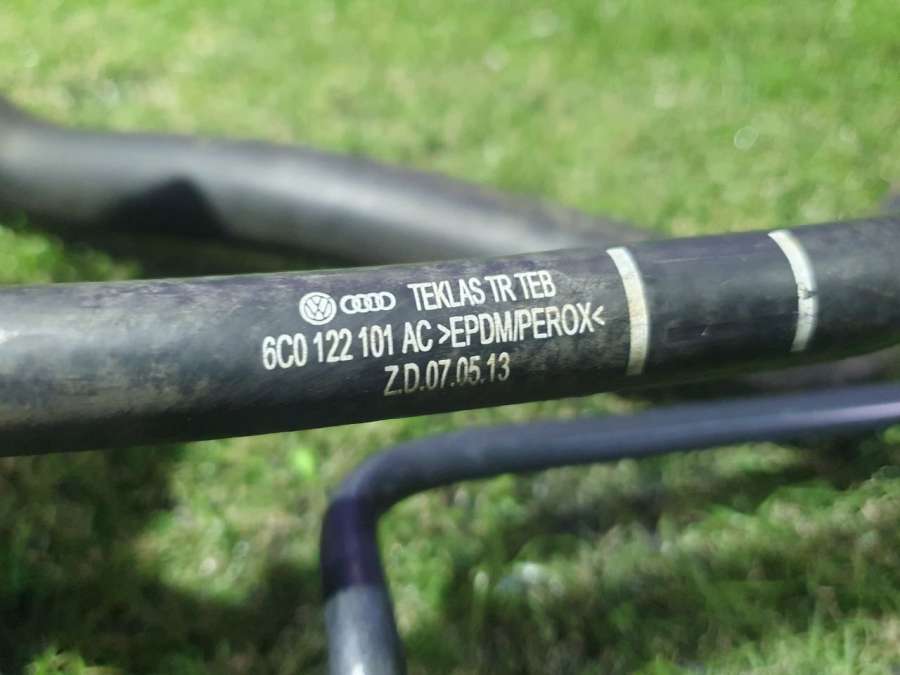 TEKLAS TR TEB
6C0 122 101 AC >EPDM/PEROX<
Z.D.07.05.13